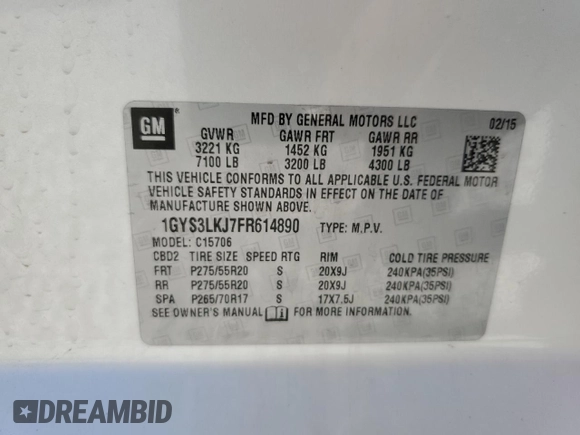 GM
MFD BY GENERAL MOTORS LLC 02/15
GVWR GAWR FRT GAWR RR
3221 KG 1452 KG 1951 KG
7100 LB 3200 LB 4300 LB
THIS VEHICLE CONFORMS TO ALL APPLICABLE U.S. FEDERAL MOTOR
VEHICLE SAFETY STANDARDS IN EFFECT ON THE DATE OF
MANUFACTURE SHOWN ABOVE.
1GYS3LKJ7FR614890 TYPE: M.P.V.
MODEL: C15706
CBD2 TIRE SIZE SPEED RTG RIM COLD TIRE PRESSURE
FRT P275/55R20 S 20X9J 240KPA(35PSI)
RR P275/55R20 S 20X9J 240KPA(35PSI)
SPA P265/70R17 S 17X7.5J 240KPA(35PSI)
SEE OWNER'S MANUAL FOR MORE INFORMATION
DREAMBID